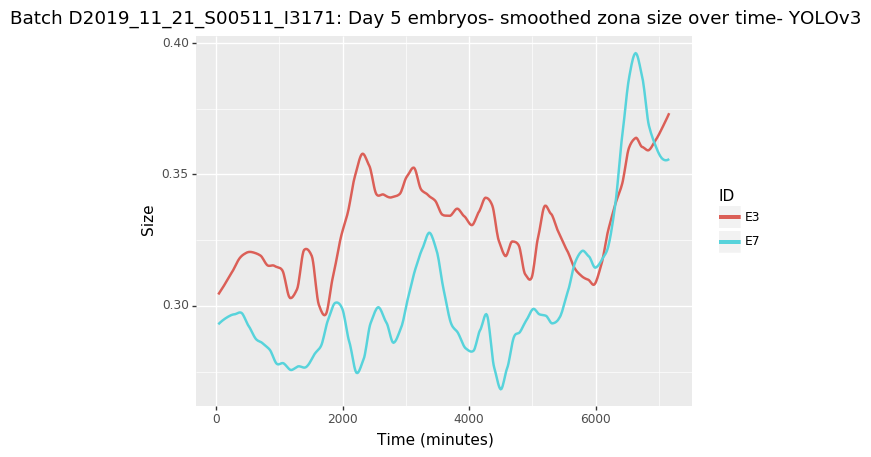 Batch D2019_11_21_S00511_I3171: Day 5 embryos- smoothed zona size over time- YOLOv3
0.40
0.35
0.30
Size
0
2000
4000
6000
Time (minutes)
ID
E3
E7